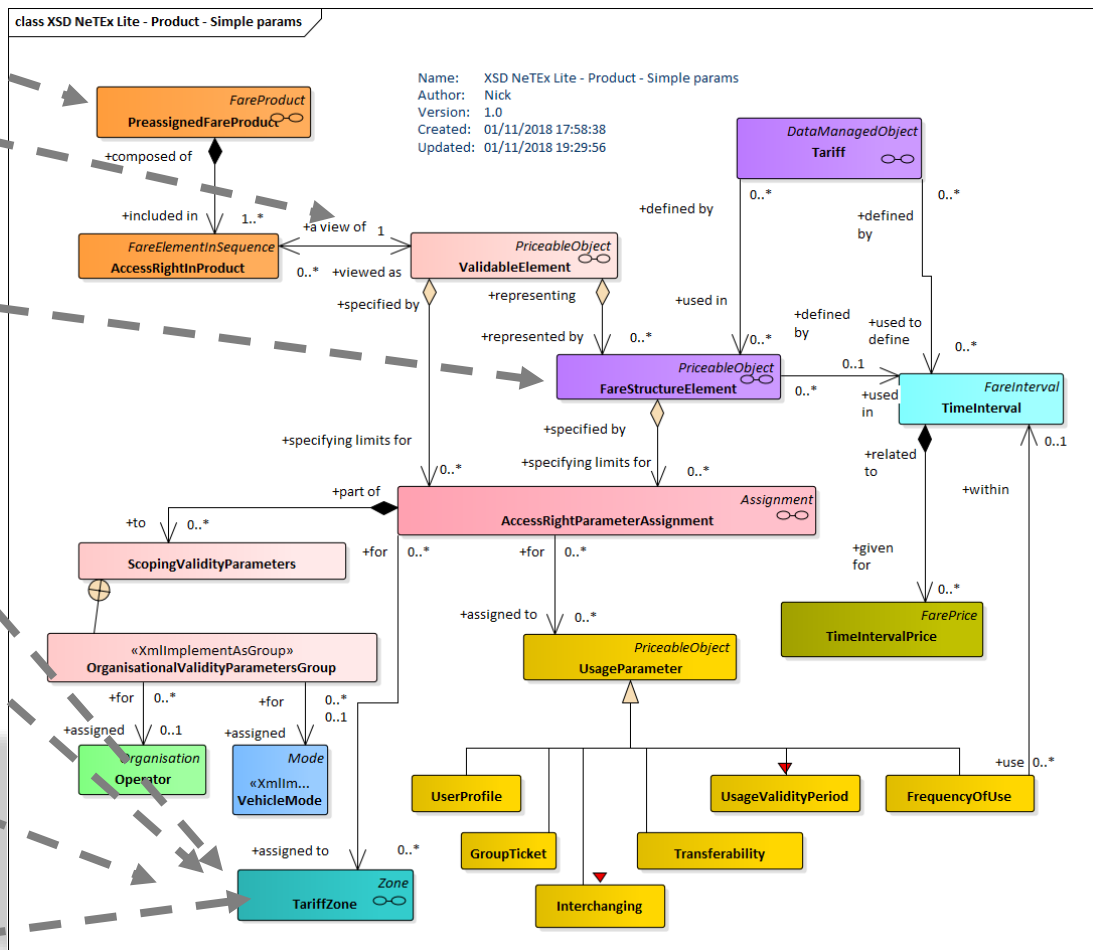 class XSD NeTEx Lite - Product - Simple params
Name: XSD NeTEx Lite - Product - Simple params
Author: Nick
Version: 1.0
Created: 01/11/2018 17:58:38
Updated: 01/11/2018 19:29:56
FareProduct
PreassignedFareProduct
+composed of
+included in
1..*
FareElementInSequence
AccessRightInProduct
+a view of
1
0..*
+viewed as
PriceableObject
ValidableElement
+specified by
+representing
+represented by
0..*
DataManagedObject
Tariff
0..*
0..*
+defined by
+defined
by
+used in
0..*
+defined
by
+used to
define
0..*
PriceableObject
FareStructureElement
0..1
0..*
+used
in
FareInterval
TimeInterval
+specified by
+specifying limits for
0..*
+specifying limits for
0..*
+related
to
+within
0..1
+part of
Assignment
AccessRightParameterAssignment
+to
0..*
+for
0..*
+for
0..*
ScopingValidityParameters
+given
for
0..*
FarePrice
TimeIntervalPrice
+assigned to
0..*
«XmlImplementAsGroup»
OrganisationalValidityParametersGroup
PriceableObject
UsageParameter
+for
0..*
+for
0..*
0..1
+assigned
0..1
+assigned
Organisation
Operator
Mode
«XmlIm...
VehicleMode
+use
0..*
UserProfile
UsageValidityPeriod
FrequencyOfUse
GroupTicket
Transferability
Interchanging
+assigned to
0..*
Zone
TariffZone